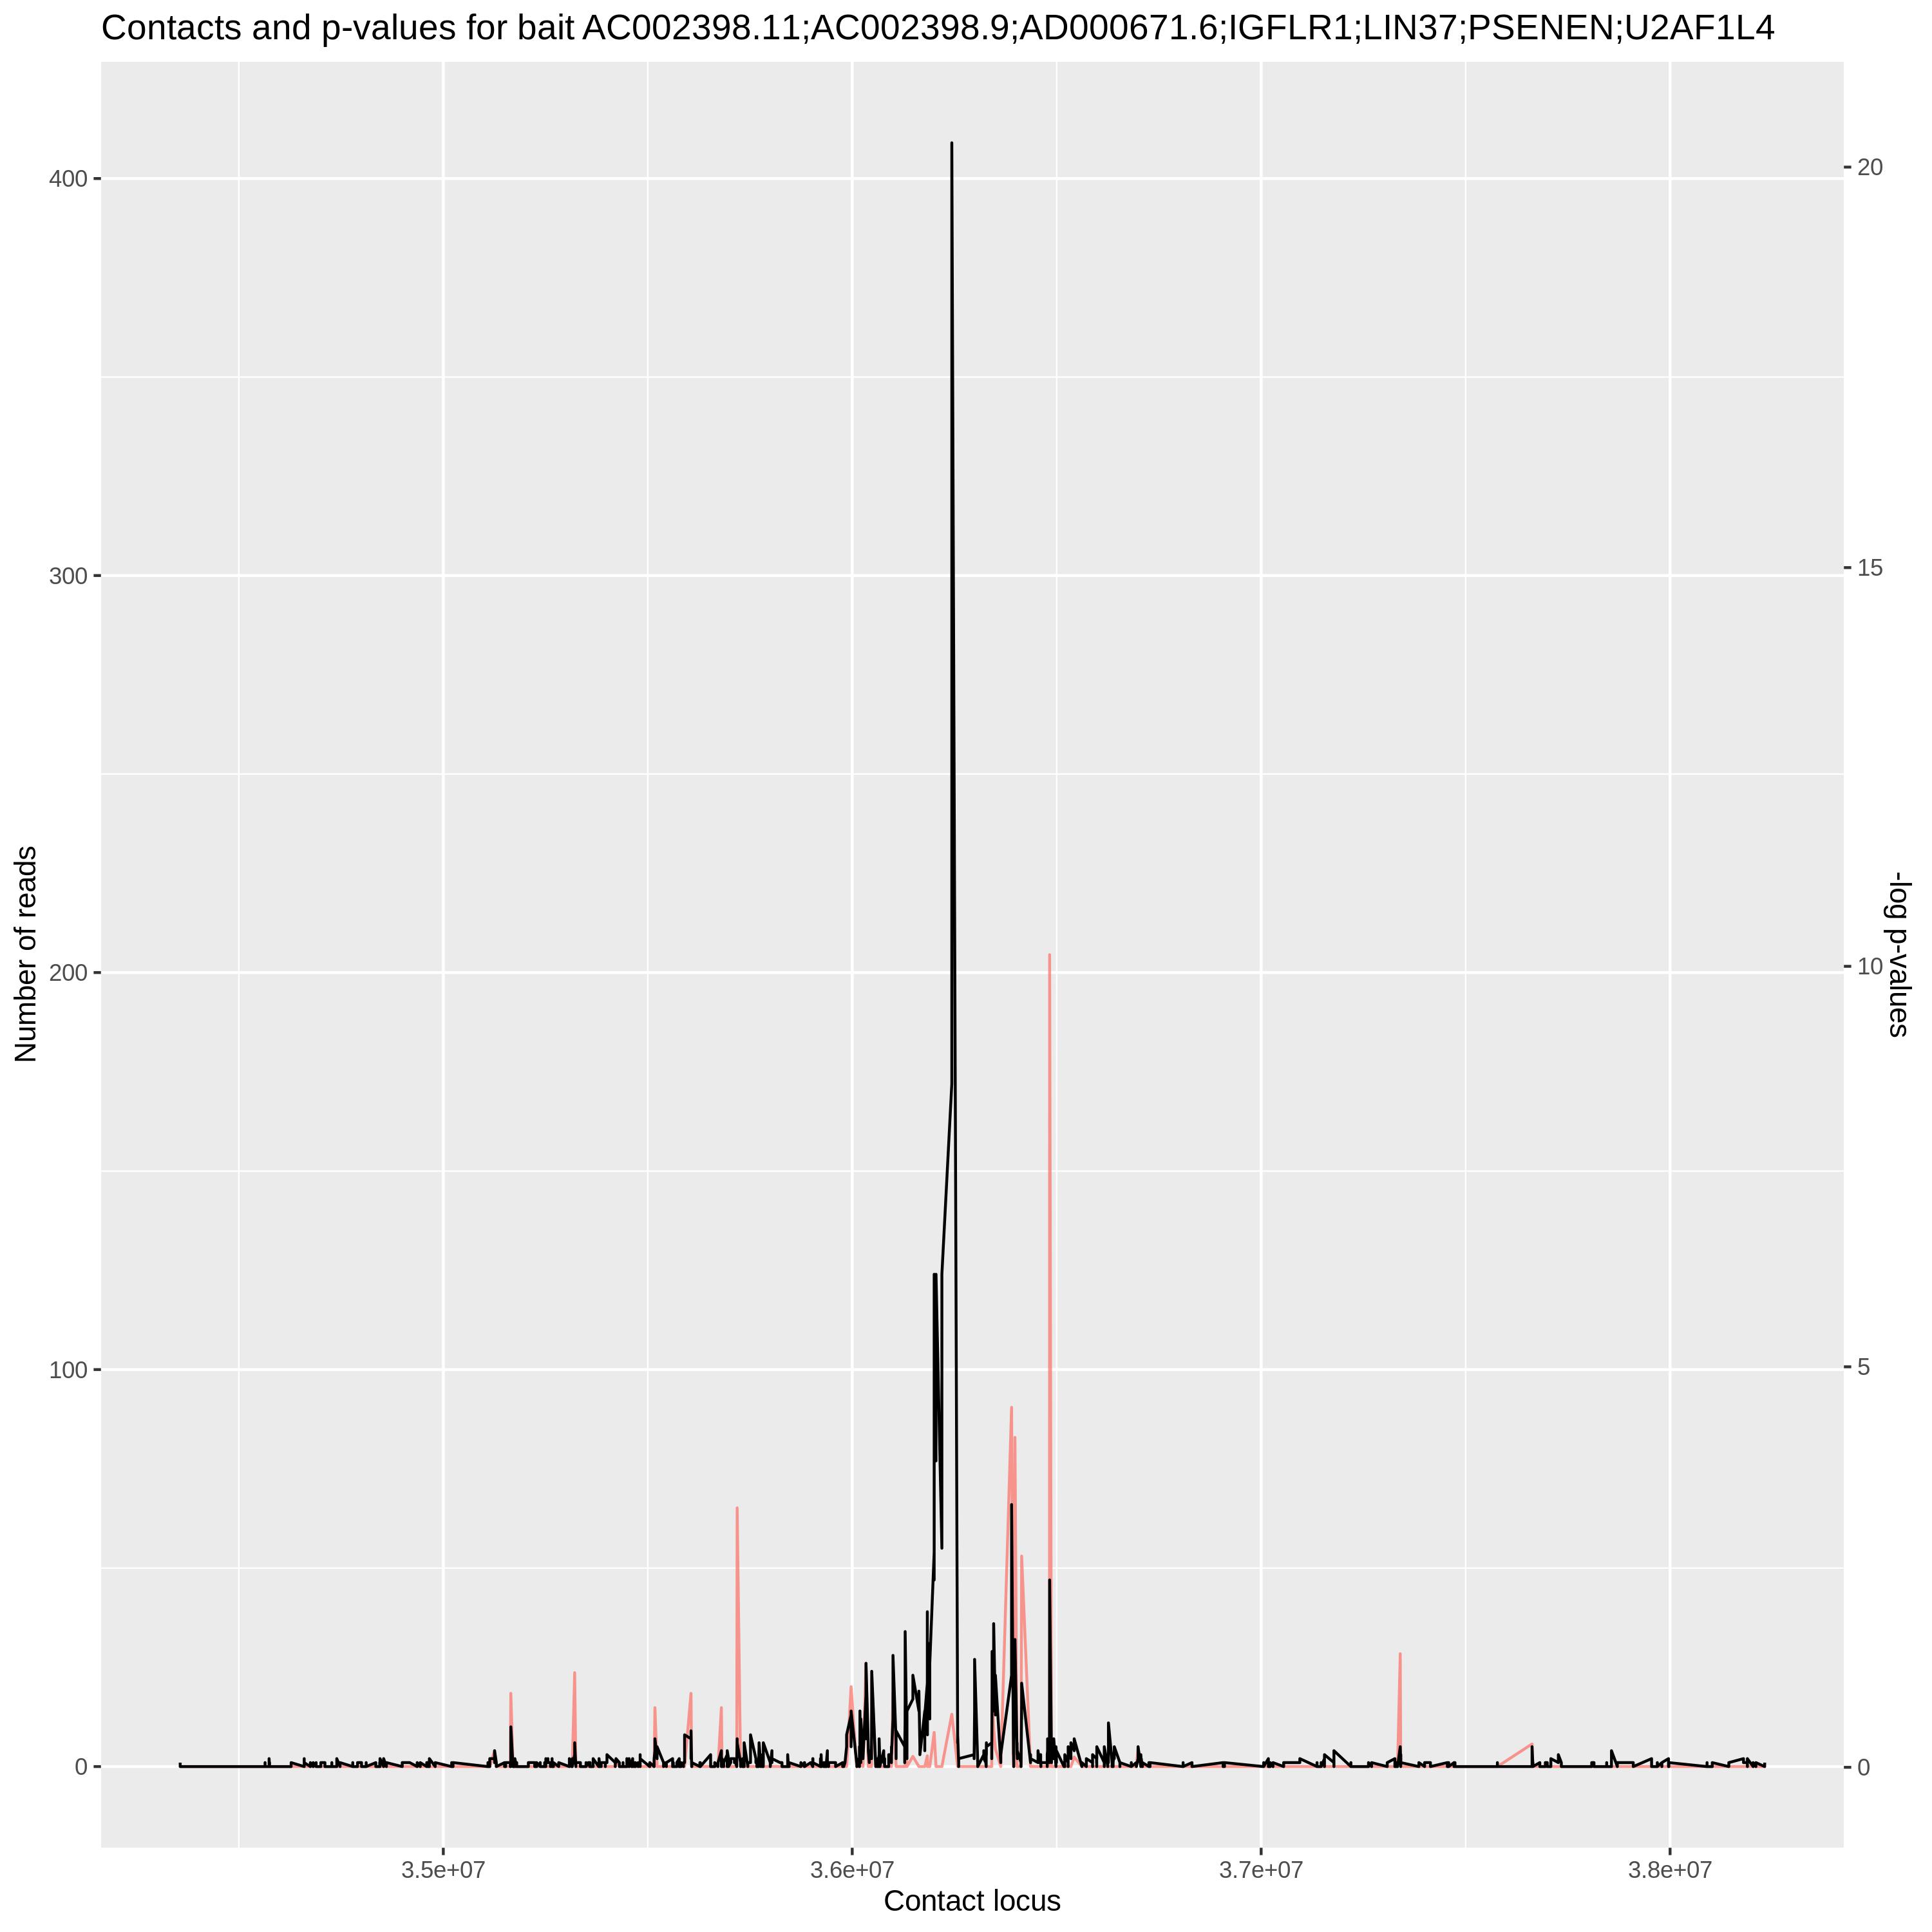 Contacts and p-values for bait AC002398.11;AC002398.9;AD000671.6;IGFLR1;LIN37;PSENEN;U2AF1L4
400
300
200
100
0
Number of reads
20
15
10
5
0
-log p-values
3.5e+07
3.6e+07
3.7e+07
3.8e+07
Contact locus